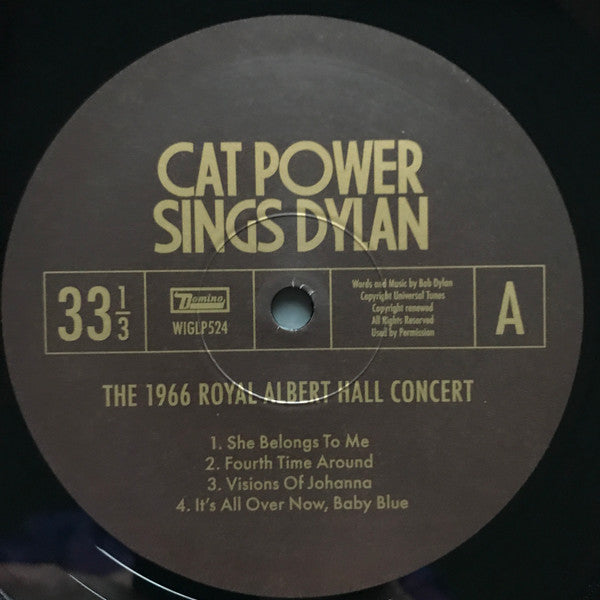 CAT POWER
SINGS DYLAN
33 1/3
Domino
WIGLP524
Words and Music by Bob Dylan
Copyright Universal Tunes
Copyright renewed
All Rights Reserved
Used by Permission
A
THE 1966 ROYAL ALBERT HALL CONCERT
1. She Belongs To Me
2. Fourth Time Around
3. Visions Of Johanna
4. It's All Over Now, Baby Blue